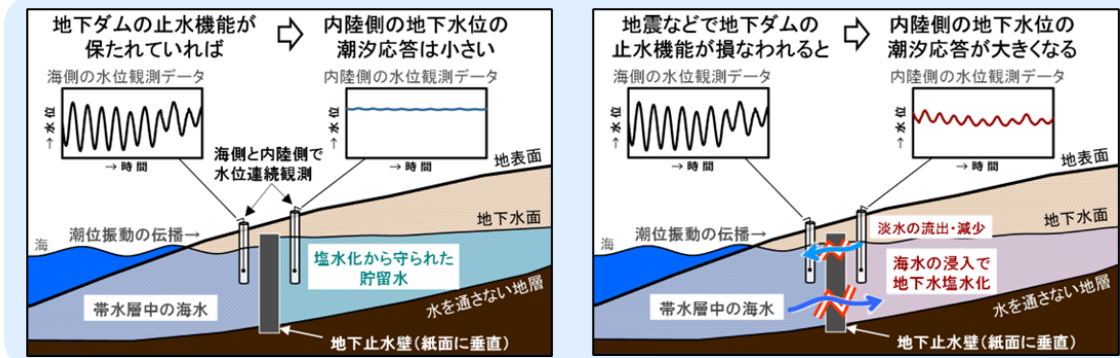 地下ダムの止水機能が
保たれていれば
内陸側の地下水位の
潮汐応答は小さい
海側の水位観測データ
内陸側の水位観測データ
→水位
→時間
→水位
→時間
海側と内陸側で
水位連続観測
地表面
地下水面
海
潮位振動の伝播→
塩水化から守られた
貯留水
帯水層中の海水
水を通さない地層
地下止水壁(紙面に垂直)
地震などで地下ダムの
止水機能が損なわれると
内陸側の地下水位の
潮汐応答が大きくなる
海側の水位観測データ
内陸側の水位観測データ
→水位
→時間
→水位
→時間
地表面
地下水面
海
潮位振動の伝播→
淡水の流出・減少
海水の浸入で
地下水塩水化
帯水層中の海水
水を通さない地層
地下止水壁(紙面に垂直)